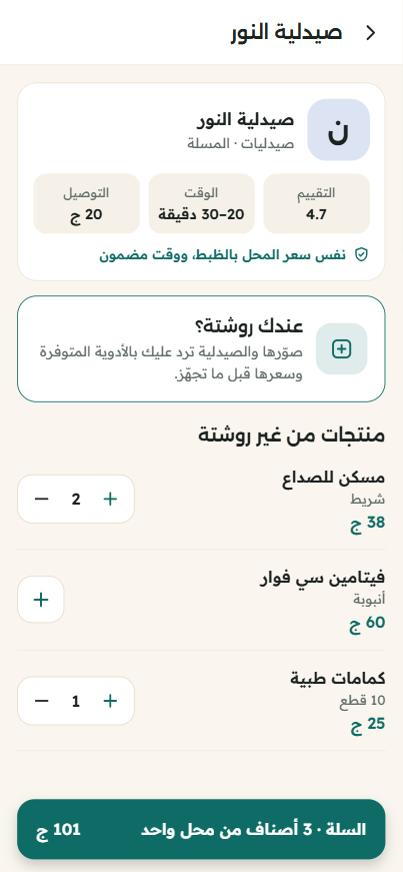 صيدلية النور
ن
صيدلية النور
صيدليات · المسلة
التقييم
4.7
الوقت
20–30 دقيقة
التوصيل
20 ج
نفس سعر المحل بالظبط، ووقت مضمون
عندك روشتة؟
صوّرها والصيدلية ترد عليك بالأدوية المتوفرة
وسعرها قبل ما تجهّز.
منتجات من غير روشتة
مسكن للصداع
شريط
38 ج
+ 2 −
فيتامين سي فوار
أنبوبة
60 ج
+
كمامات طبية
10 قطع
25 ج
+ 1 −
السلة · 3 أصناف من محل واحد
101 ج